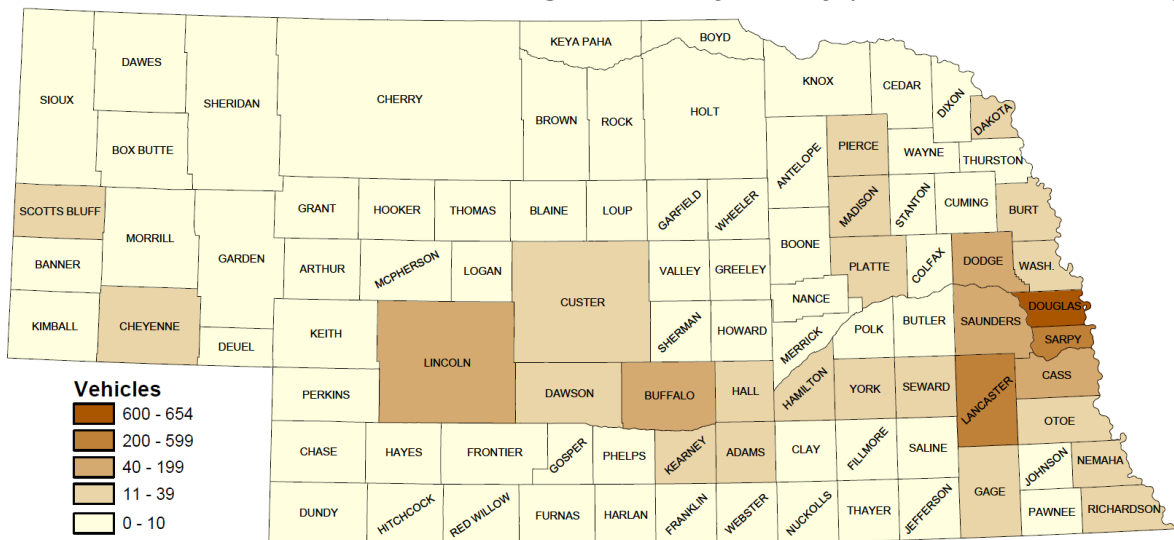 KEYA PAHA
BOYD
DAWES
SIOUX
SHERIDAN
CHERRY
KNOX
CEDAR
DIXON
DAKOTA
BROWN
ROCK
HOLT
BOX BUTTE
ANTELOPE
PIERCE
WAYNE
THURSTON
SCOTTS BLUFF
GRANT
HOOKER
THOMAS
BLAINE
LOUP
GARFIELD
WHEELER
MADISON
STANTON
CUMING
BURT
MORRILL
BANNER
GARDEN
ARTHUR
MCPHERSON
LOGAN
CUSTER
VALLEY
GREELEY
BOONE
PLATTE
COLFAX
DODGE
WASH.
KIMBALL
CHEYENNE
DEUEL
KEITH
LINCOLN
SHERMAN
HOWARD
NANCE
MERRICK
POLK
BUTLER
SAUNDERS
DOUGLAS
SARPY
PERKINS
DAWSON
BUFFALO
HALL
HAMILTON
YORK
SEWARD
LANCASTER
CASS
OTOE
CHASE
HAYES
FRONTIER
GOSPER
PHELPS
KEARNEY
ADAMS
CLAY
FILLMORE
SALINE
GAGE
JOHNSON
NEMAHA
DUNDY
HITCHCOCK
RED WILLOW
FURNAS
HARLAN
FRANKLIN
WEBSTER
NUCKOLLS
THAYER
JEFFERSON
PAWNEE
RICHARDSON
Vehicles
600 - 654
200 - 599
40 - 199
11 - 39
0 - 10